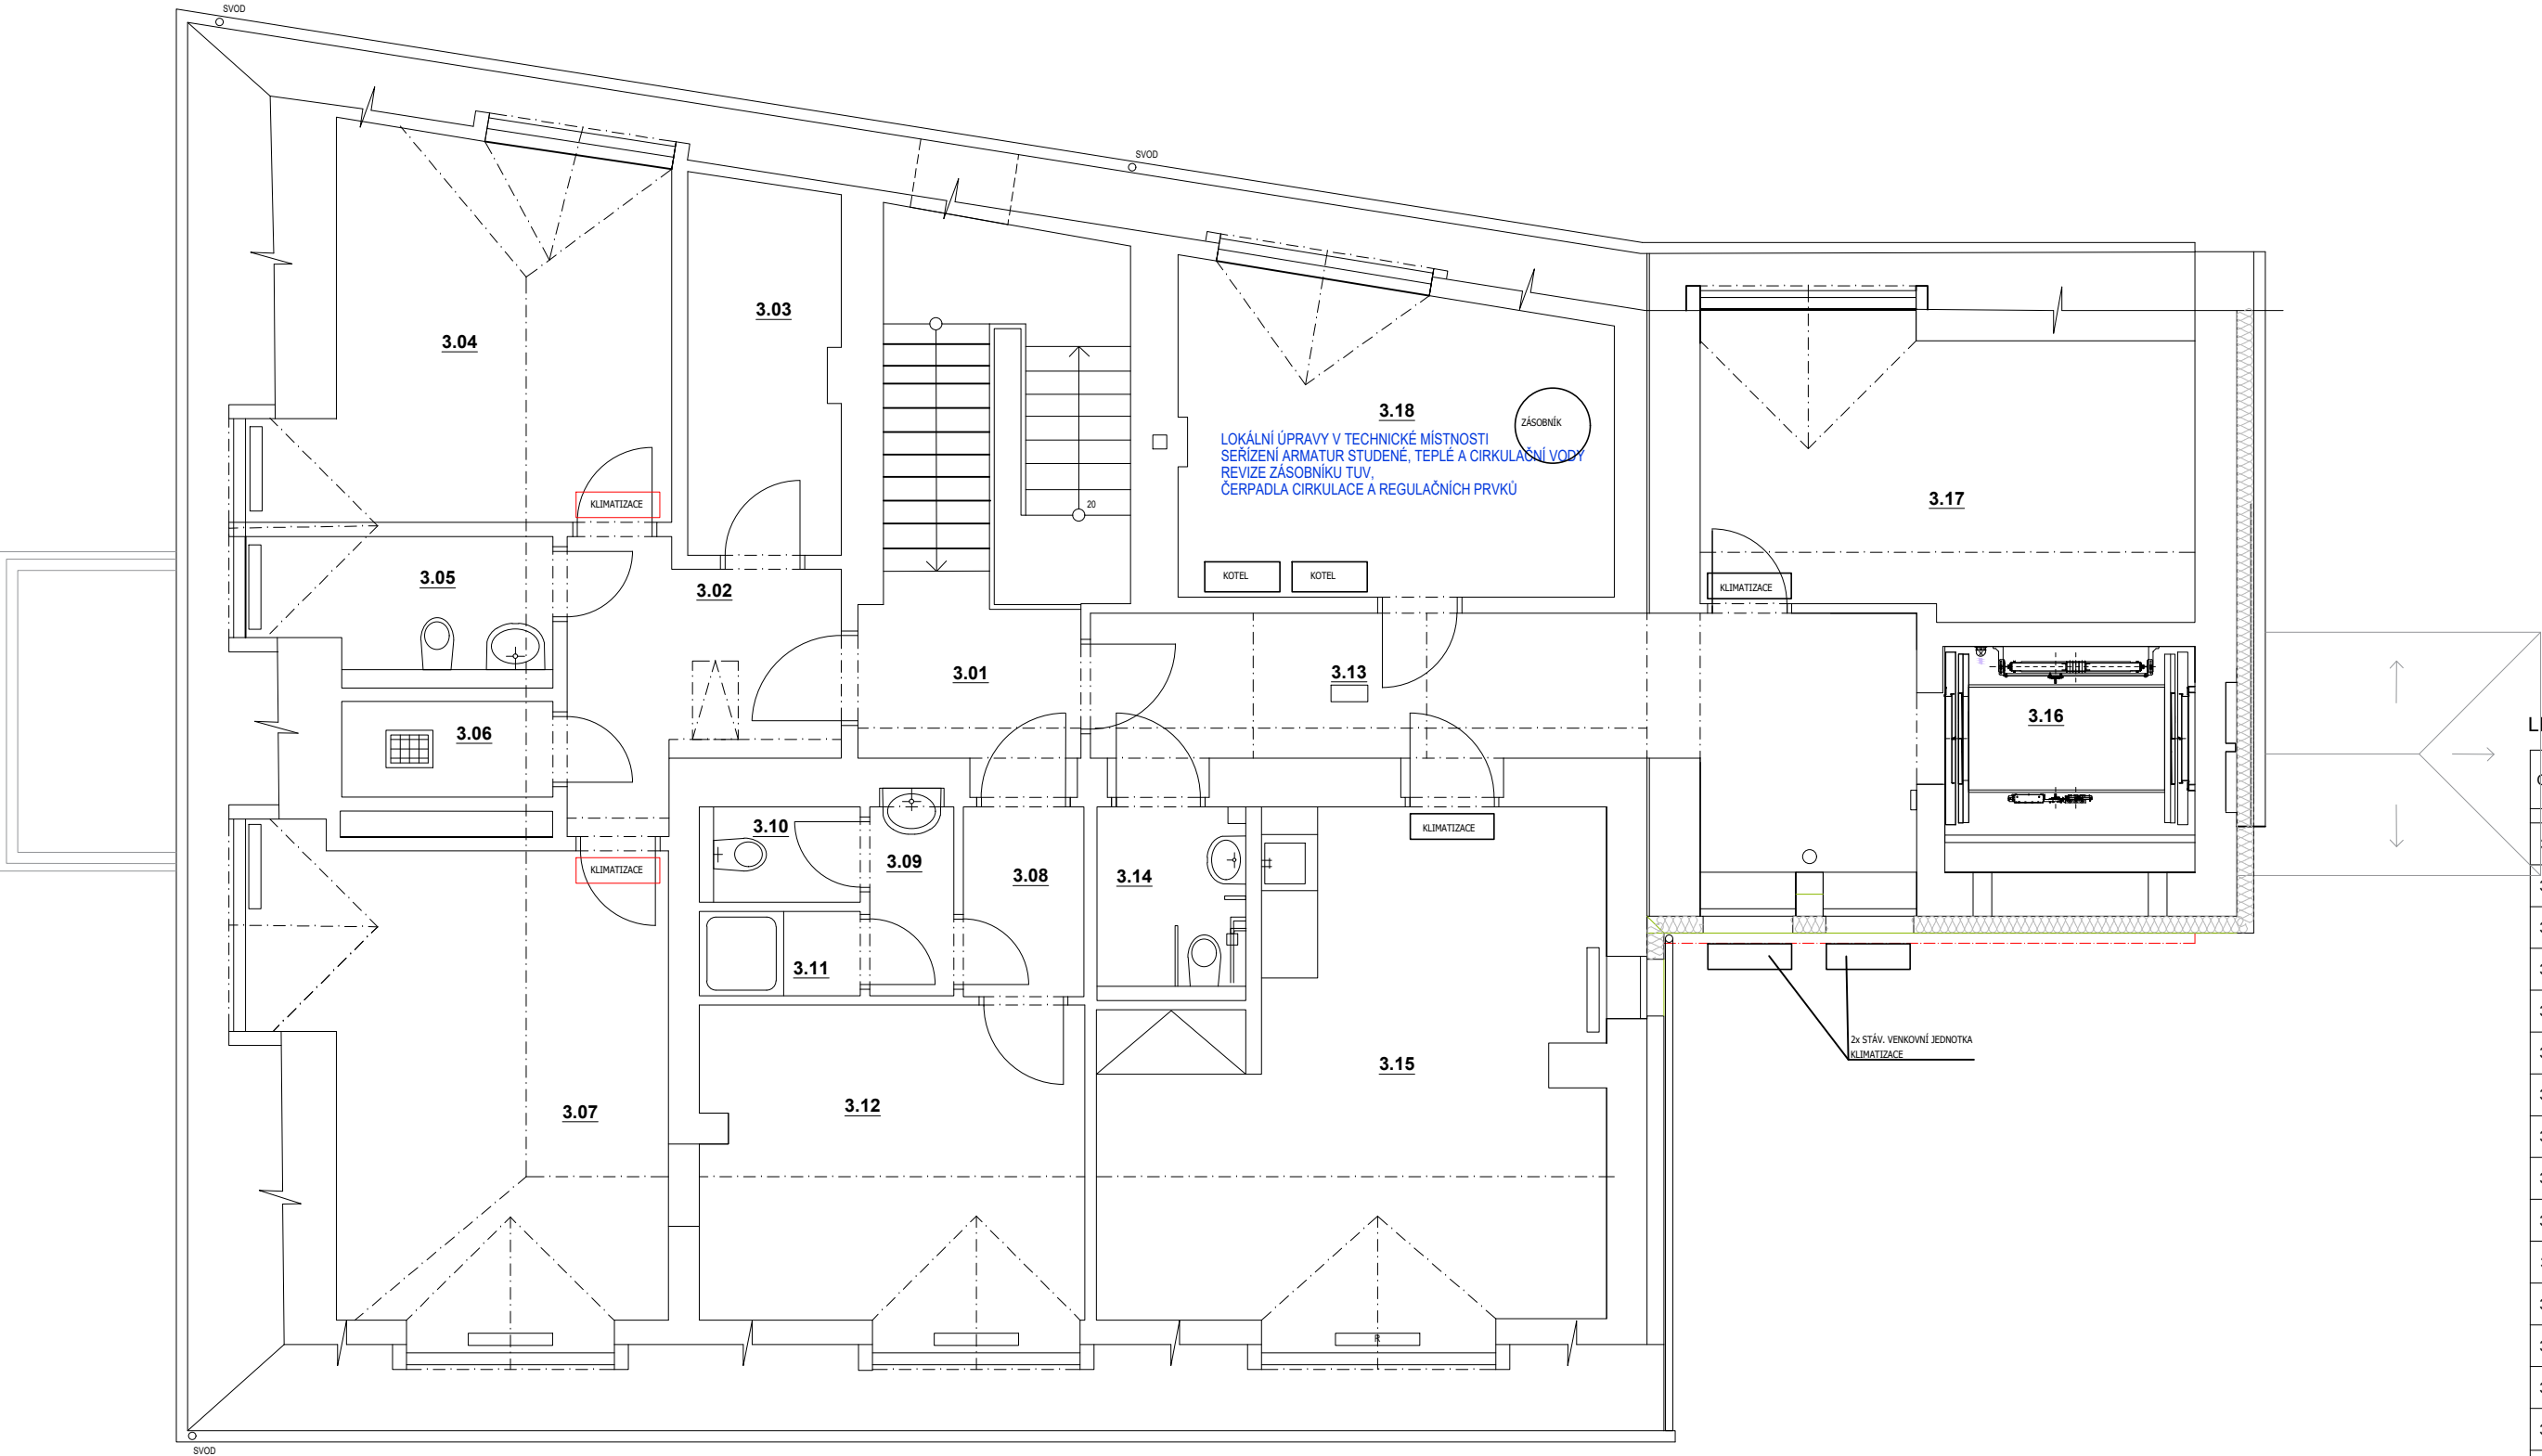 SVOD
SVOD
3.03
3.04
3.18
ZÁSOBNÍK
LOKÁLNÍ ÚPRAVY V TECHNICKÉ MÍSTNOSTI
SEŘÍZENÍ ARMATUR STUDENÉ, TEPLÉ A CIRKULAČNÍ VODY
REVIZE ZÁSOBNÍKU TUV,
ČERPADLA CIRKULACE A REGULAČNÍCH PRVKŮ
KLIMATIZACE
20
3.17
3.05
3.02
KOTEL
KOTEL
KLIMATIZACE
3.01
3.13
3.06
3.16
3.10
3.09
KLIMATIZACE
KLIMATIZACE
3.08
3.14
3.11
2x STÁV. VENKOVNÍ JEDNOTKA
KLIMATIZACE
3.15
3.07
3.12
R
SVOD